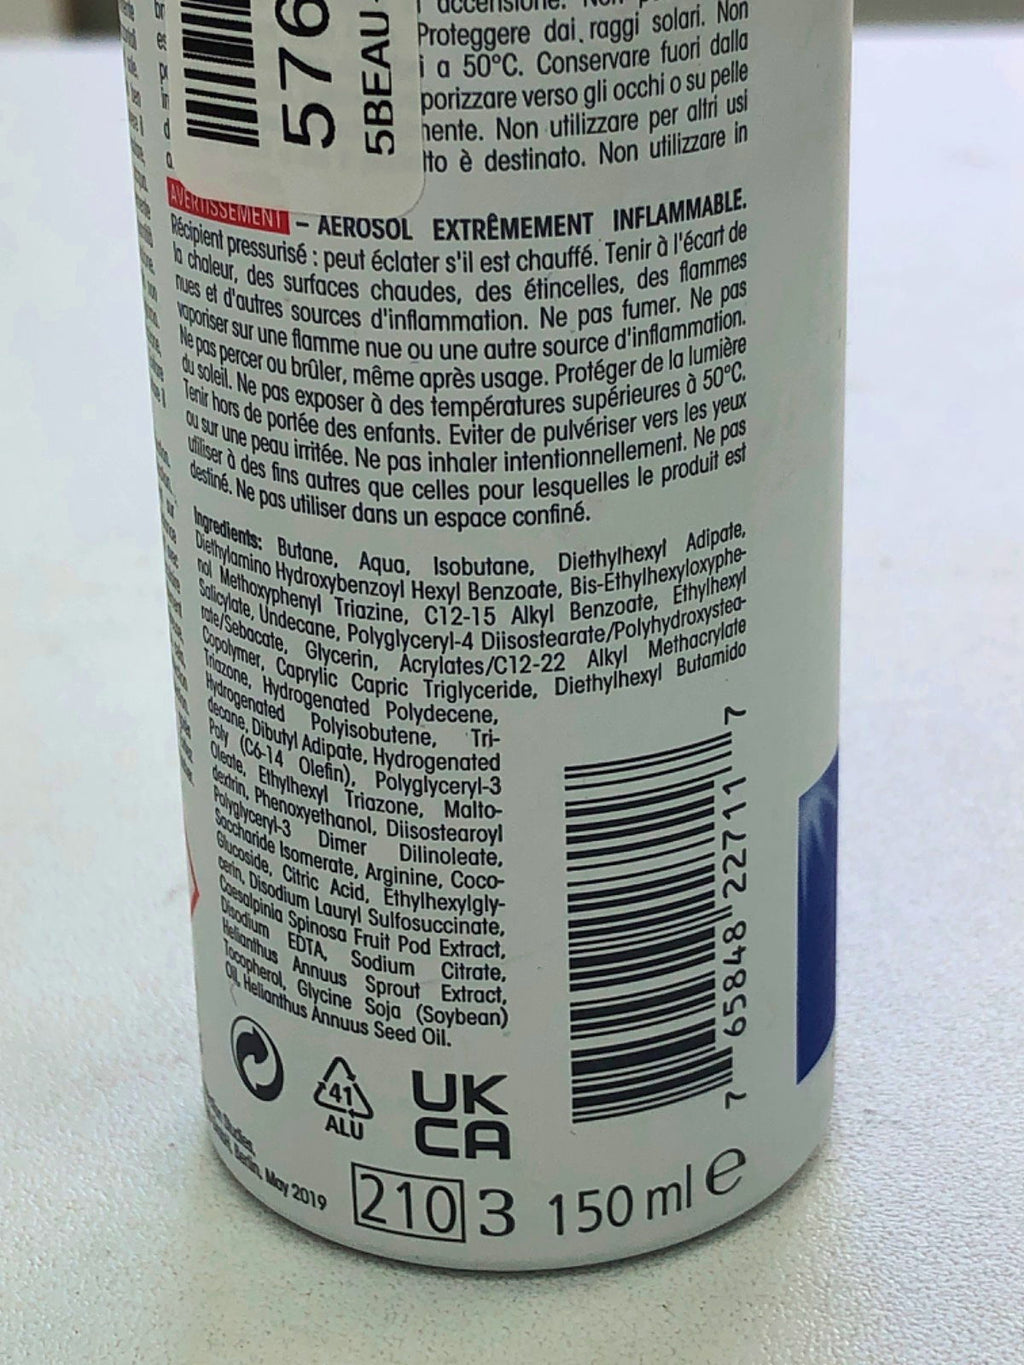 576
5BEAU
accensione. Non
Proteggere dai raggi solari. Non
i a 50°C. Conservare fuori dalla
porizzare verso gli occhi o su pelle
nente. Non utilizzare per altri usi
tto è destinato. Non utilizzare in
AVERTISSEMENT – AEROSOL EXTRÊMEMENT INFLAMMABLE.
Récipient pressurisé : peut éclater s'il est chauffé. Tenir à l'écart de
la chaleur, des surfaces chaudes, des étincelles, des flammes
nues et d'autres sources d'inflammation. Ne pas fumer. Ne pas
vaporiser sur une flamme nue ou une autre source d'inflammation.
Ne pas percer ou brûler, même après usage. Protéger de la lumière
du soleil. Ne pas exposer à des températures supérieures à 50°C.
Tenir hors de portée des enfants. Eviter de pulvériser vers les yeux
ou sur une peau irritée. Ne pas inhaler intentionnellement. Ne pas
utiliser à des fins autres que celles pour lesquelles le produit est
destiné. Ne pas utiliser dans un espace confiné.
Ingredients: Butane, Aqua, Isobutane, Diethylhexyl Adipate,
Diethylamino Hydroxybenzoyl Hexyl Benzoate, Bis-Ethylhexyloxyphe-
nol Methoxyphenyl Triazine, C12-15 Alkyl Benzoate, Ethylhexyl
Salicylate, Undecane, Polyglyceryl-4 Diisostearate/Polyhydroxystea-
rate/Sebacate, Glycerin, Acrylates/C12-22 Alkyl Methacrylate
Copolymer, Caprylic Capric Triglyceride, Diethylhexyl Butamido
Triazone, Hydrogenated Polydecene,
Hydrogenated Polyisobutene, Tri-
decane, Dibutyl Adipate, Hydrogenated
Poly (C6-14 Olefin), Polyglyceryl-3
Oleate, Ethylhexyl Triazone, Malto-
dextrin, Phenoxyethanol, Diisostearoyl
Polyglyceryl-3 Dimer Dilinoleate,
Saccharide Isomerate, Arginine, Coco-
Glucoside, Citric Acid, Ethylhexylgly-
cerin, Disodium Lauryl Sulfosuccinate,
Caesalpinia Spinosa Fruit Pod Extract,
Disodium EDTA, Sodium Citrate,
Helianthus Annuus Sprout Extract,
Tocopherol, Glycine Soja (Soybean)
Oil, Helianthus Annuus Seed Oil.
7 65848 22711 7
41
ALU
UK
CA
Studies,
Berlin, May 2019
210 3 150 ml e